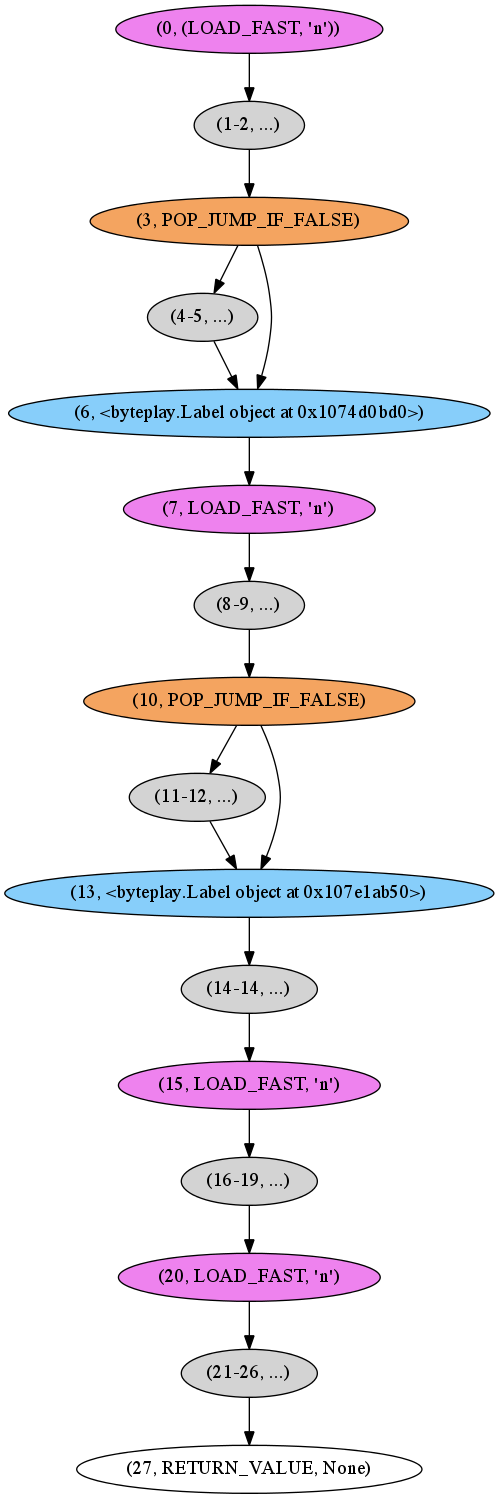 (0, (LOAD_FAST, 'n'))
(1-2, ...)
(3, POP_JUMP_IF_FALSE)
(4-5, ...)
(6, <byteplay.Label object at 0x1074d0bd0>)
(7, LOAD_FAST, 'n')
(8-9, ...)
(10, POP_JUMP_IF_FALSE)
(11-12, ...)
(13, <byteplay.Label object at 0x107e1ab50>)
(14-14, ...)
(15, LOAD_FAST, 'n')
(16-19, ...)
(20, LOAD_FAST, 'n')
(21-26, ...)
(27, RETURN_VALUE, None)